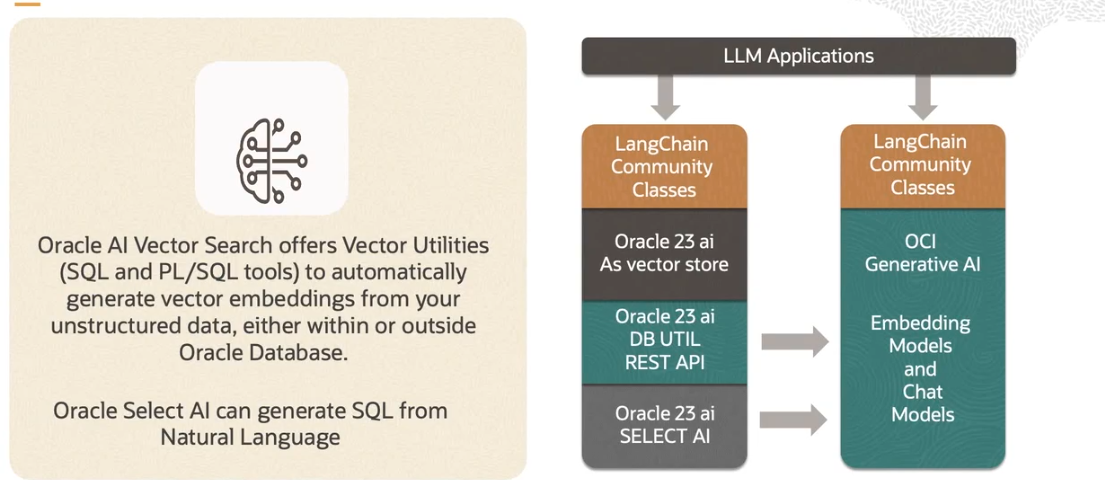 Oracle AI Vector Search offers Vector Utilities
(SQL and PL/SQL tools) to automatically
generate vector embeddings from your
unstructured data, either within or outside
Oracle Database.
Oracle Select AI can generate SQL from
Natural Language
LLM Applications
LangChain
Community
Classes
Oracle 23 ai
As vector store
Oracle 23 ai
DB UTIL
REST API
Oracle 23 ai
SELECT AI
LangChain
Community
Classes
OCI
Generative AI
Embedding
Models
and
Chat
Models